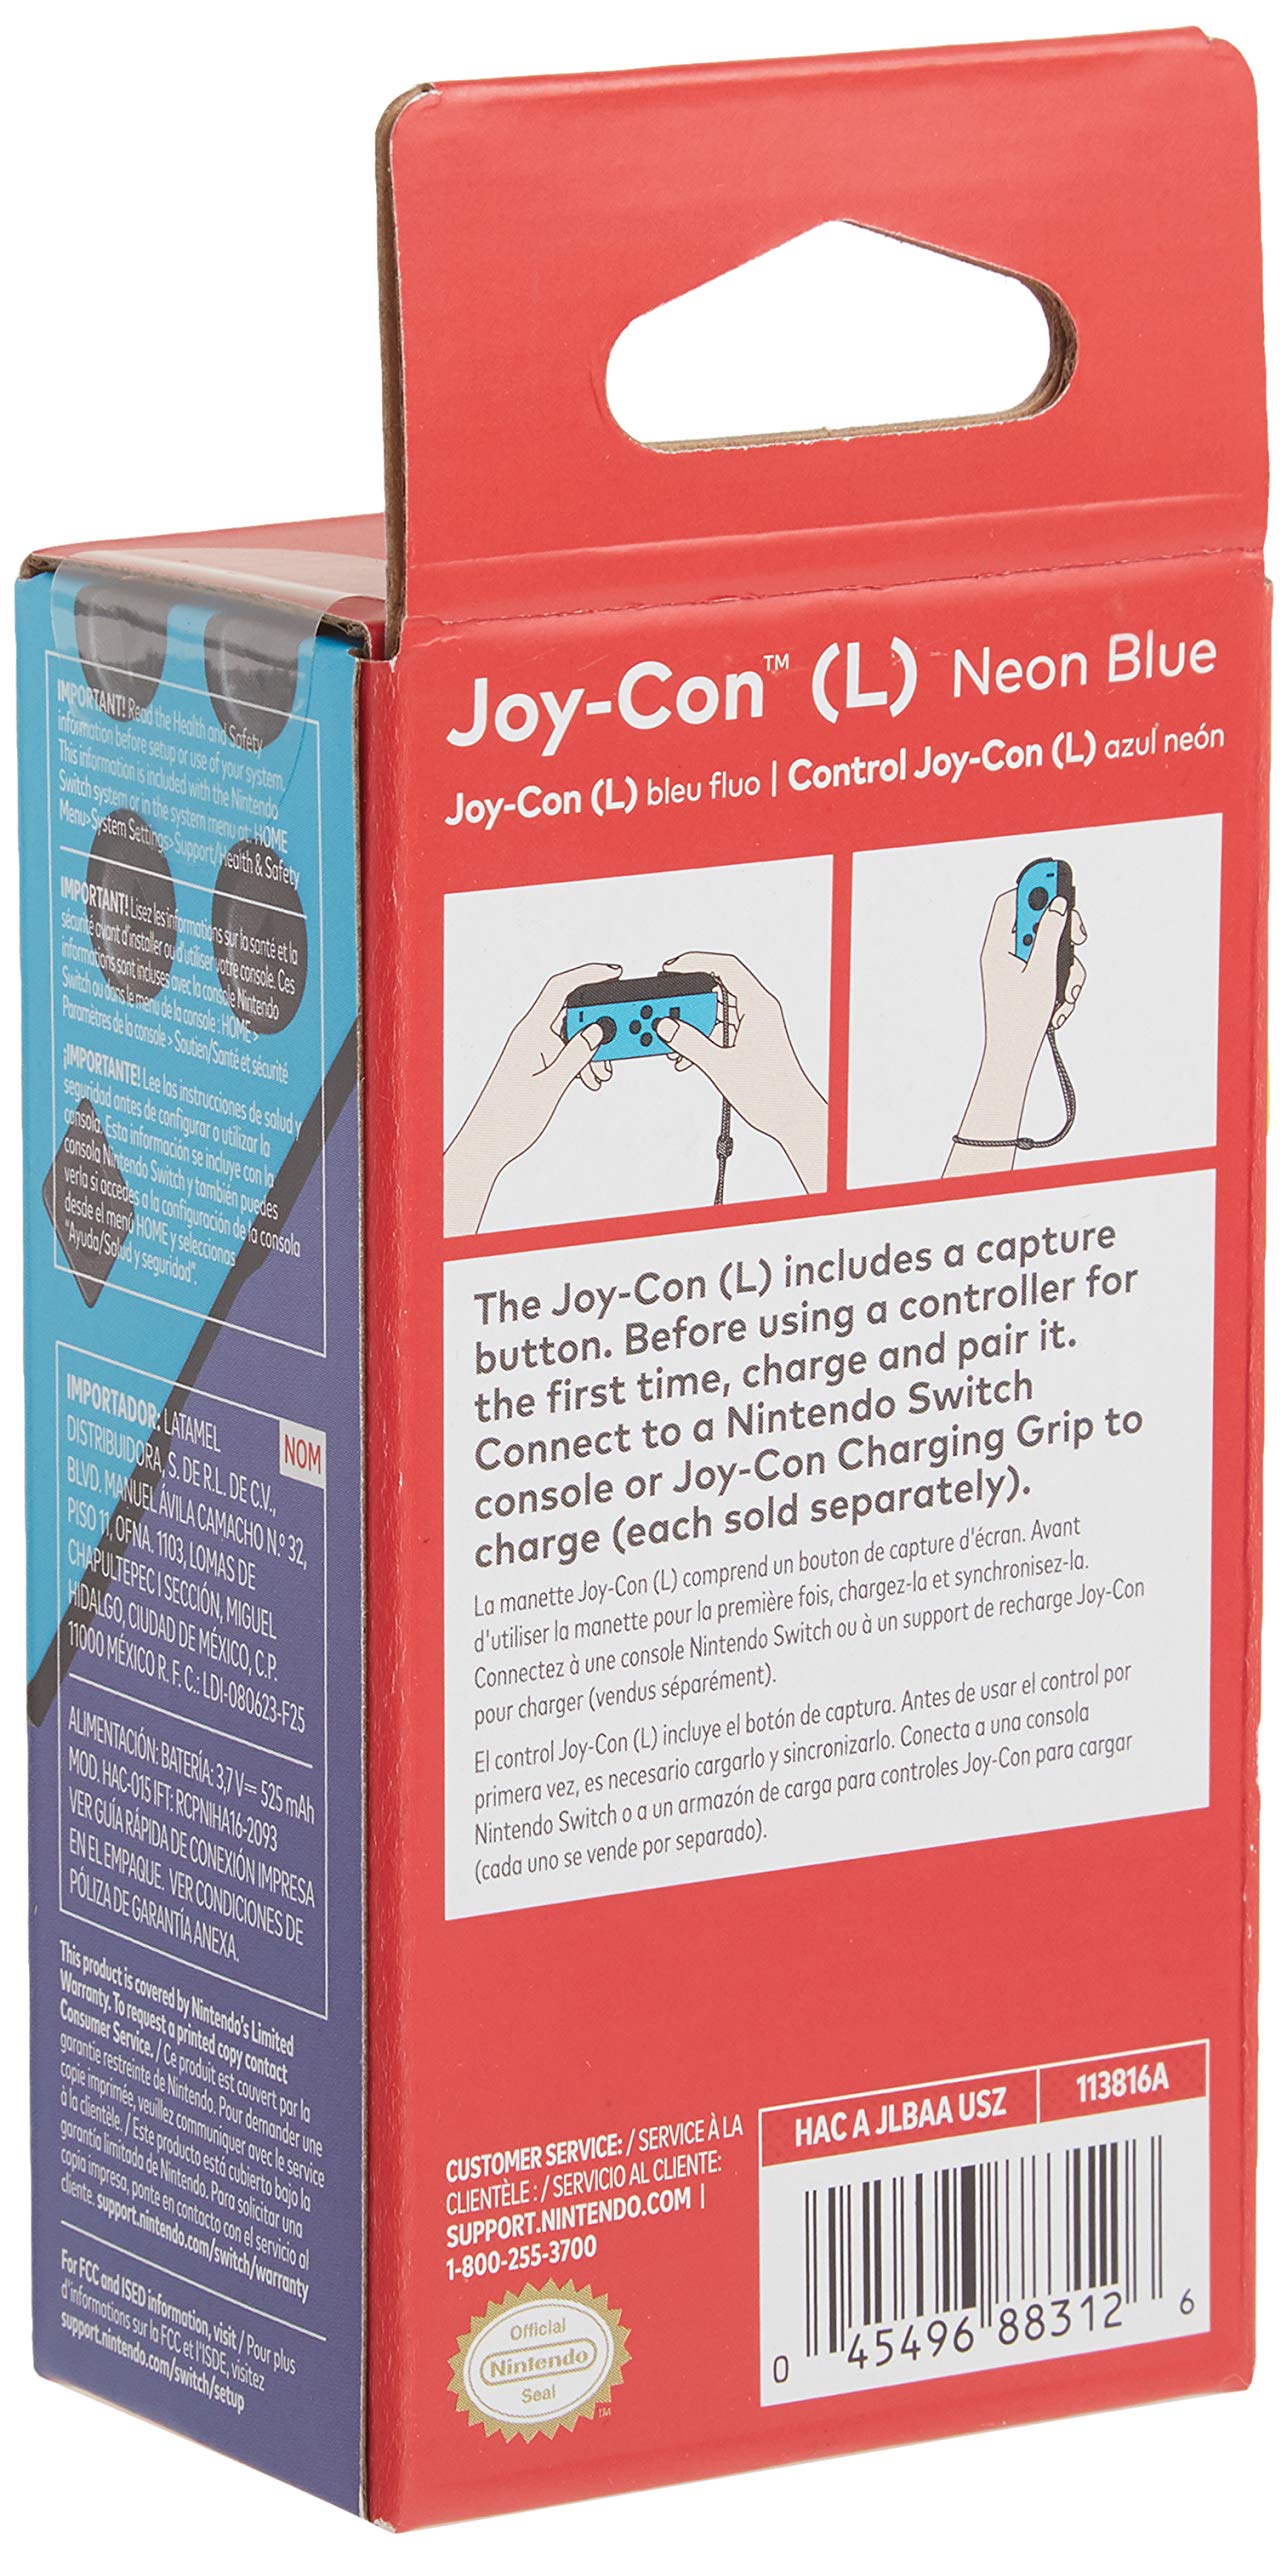 Joy-Con™ (L) Neon Blue
Joy-Con (L) bleu fluo | Control Joy-Con (L) azul neón
The Joy-Con (L) includes a capture
button. Before using a controller for
the first time, charge and pair it.
Connect to a Nintendo Switch
console or Joy-Con Charging Grip to
charge (each sold separately).
La manette Joy-Con (L) comprend un bouton de capture d'écran. Avant
d'utiliser la manette pour la première fois, chargez-la et synchronisez-la.
Connectez à une console Nintendo Switch ou à un support de recharge Joy-Con
pour charger (vendus séparément).
El control Joy-Con (L) incluye el botón de captura. Antes de usar el control por
primera vez, es necesario cargarlo y sincronizarlo. Conecta a una consola
Nintendo Switch o a un armazón de carga para controles Joy-Con para cargar
(cada uno se vende por separado).
CUSTOMER SERVICE: / SERVICE À LA
CLIENTÈLE : / SERVICIO AL CLIENTE:
SUPPORT.NINTENDO.COM |
1-800-255-3700
Official
Nintendo
Seal
™
HAC A JLBAA USZ
113816A
0 45496 88312 6
IMPORTANT! Read the Health and Safety
information before setup or use of your system.
This information is included with the Nintendo
Switch system or in the system menu at: HOME
Menu>System Settings>Support/Health & Safety
IMPORTANT! Lisez les informations sur la santé et la
sécurité avant d'installer ou d'utiliser votre console. Ces
informations sont incluses avec la console Nintendo
Switch ou dans le menu de la console : HOME >
Paramètres de la console > Soutien/Santé et sécurité
¡IMPORTANTE! Lee las instrucciones de salud y
seguridad antes de configurar o utilizar la
consola. Esta información se incluye con la
consola Nintendo Switch y también puedes
verla si accedes a la configuración de la consola
desde el menú HOME y seleccionas
"Ayuda/Salud y seguridad".
IMPORTADOR: LATAMEL
DISTRIBUIDORA, S. DE R.L. DE C.V.,
BLVD. MANUEL ÁVILA CAMACHO N.º 32,
PISO 11, OFNA. 1103, LOMAS DE
CHAPULTEPEC I SECCIÓN, MIGUEL
HIDALGO, CIUDAD DE MÉXICO, C.P.
11000 MÉXICO R. F. C.: LDI-080623-F25
NOM
ALIMENTACIÓN: BATERÍA: 3,7 V⎓ 525 mAh
MOD. HAC-015 IFT: RCPNIHA16-2093
VER GUÍA RÁPIDA DE CONEXIÓN IMPRESA
EN EL EMPAQUE. VER CONDICIONES DE
PÓLIZA DE GARANTÍA ANEXA.
This product is covered by Nintendo's Limited
Warranty. To request a printed copy contact
Consumer Service. / Ce produit est couvert par la
garantie restreinte de Nintendo. Pour demander une
copie imprimée, veuillez communiquer avec le service
à la clientèle. / Este producto está cubierto bajo la
garantía limitada de Nintendo. Para solicitar una
copia impresa, ponte en contacto con el servicio al
cliente. support.nintendo.com/switch/warranty
For FCC and ISED information, visit / Pour plus
d'informations sur la FCC et l'ISDE, visitez
support.nintendo.com/switch/setup